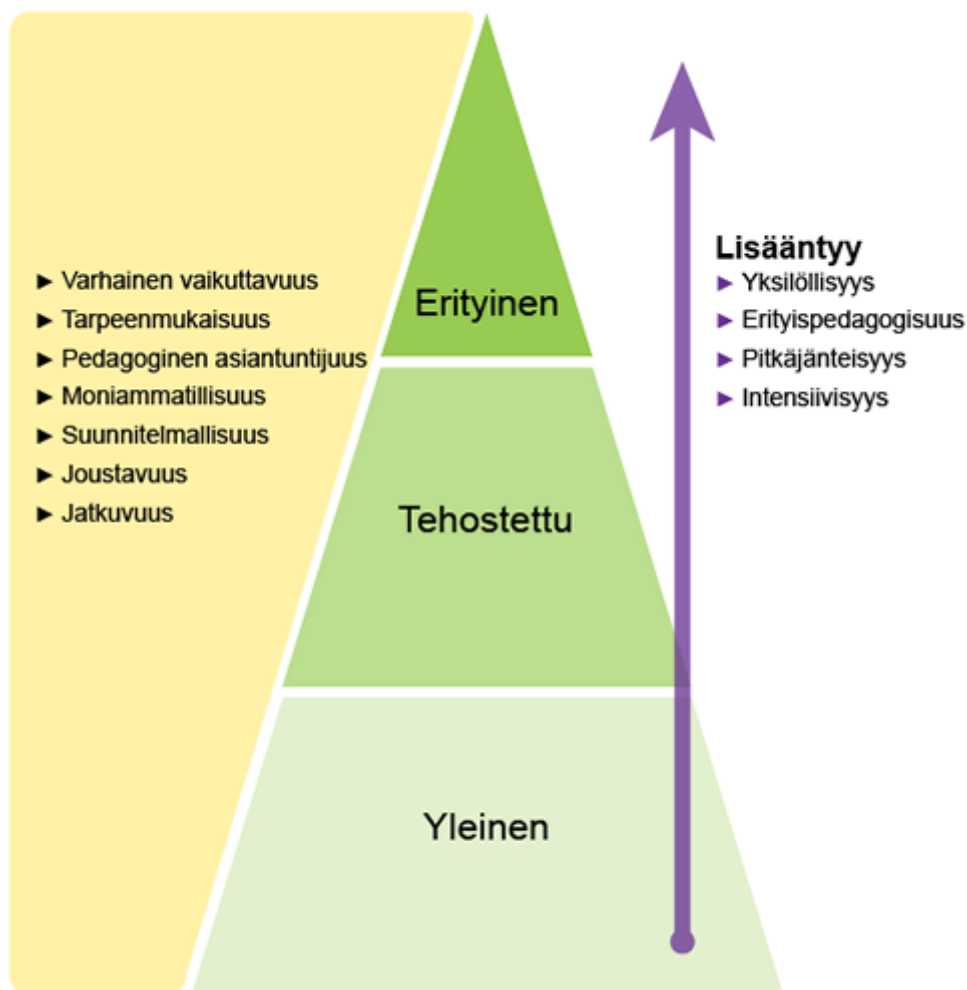 Varhainen vaikuttavuus
Tarpeenmukaisuus
Pedagoginen asiantuntijuus
Moniammatillisuus
Suunnitelmallisuus
Joustavuus
Jatkuvuus
Erityinen
Tehostettu
Yleinen
Lisääntyy
Yksilöllisyys
Erityispedagogisuus
Pitkäjänteisyys
Intensiivisyys